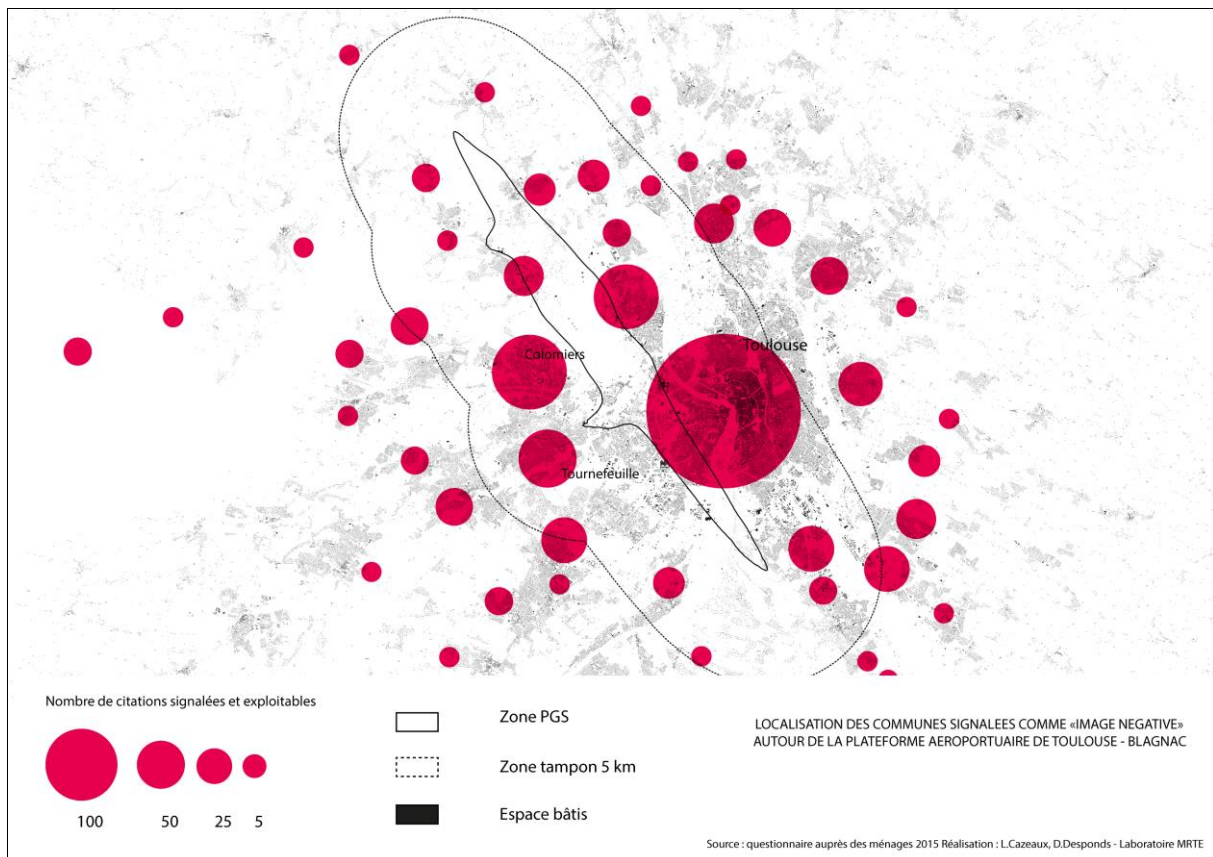 Toulouse
Colomiers
Tournefeuille
Nombre de citations signalées et exploitables
100 50 25 5
Zone PGS
Zone tampon 5 km
Espace bâtis
LOCALISATION DES COMMUNES SIGNALEES COMME «IMAGE NEGATIVE»
AUTOUR DE LA PLATEFORME AEROPORTUAIRE DE TOULOUSE - BLAGNAC
Source : questionnaire auprès des ménages 2015 Réalisation : L.Cazeaux, D.Desponds - Laboratoire MRTE